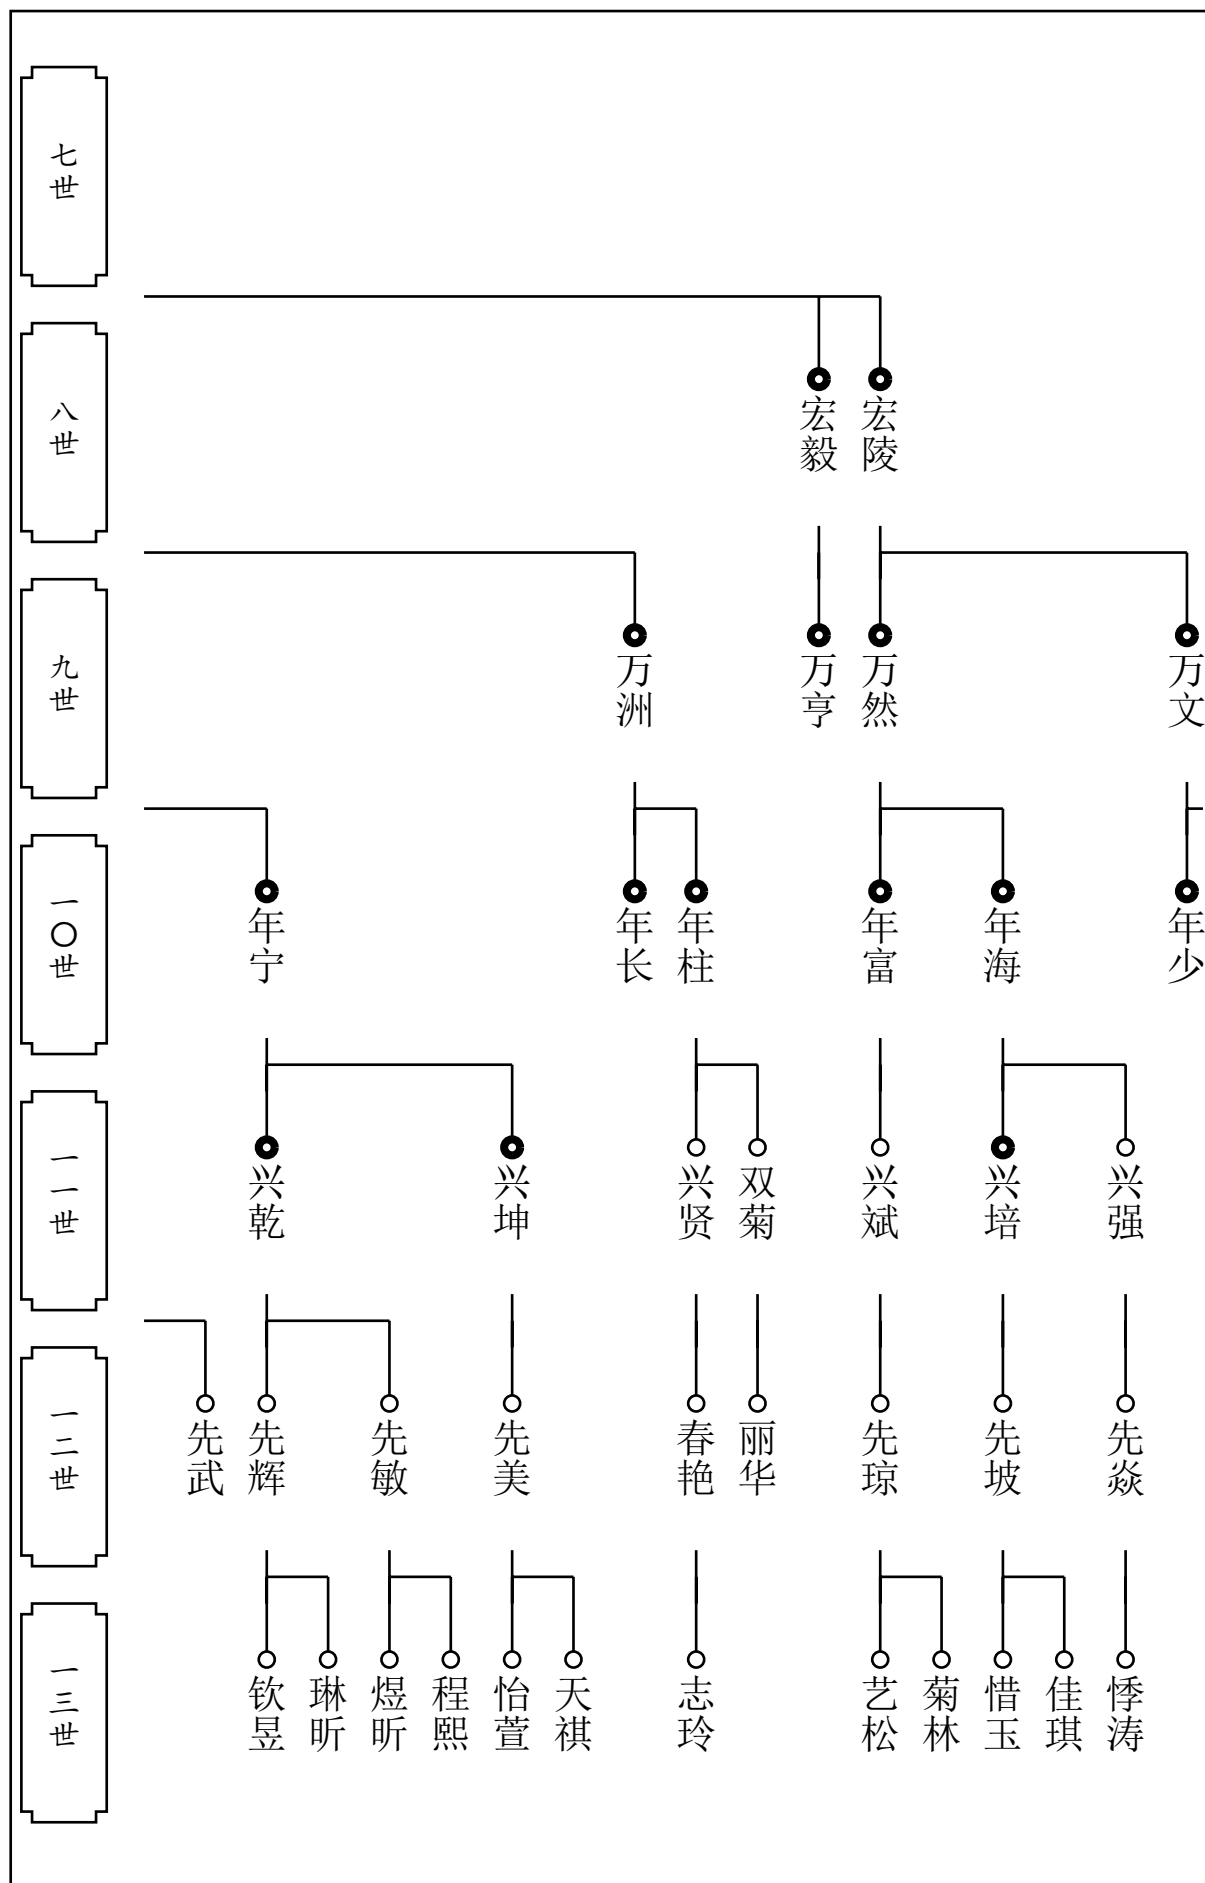 七世
八世
宏毅
宏陵
九世
万洲
万亨
万然
万文
一〇世
年宁
年长
年柱
年富
年海
年少
一一世
兴乾
兴坤
兴贤
双菊
兴斌
兴培
兴强
一二世
先武
先辉
先敏
先美
春艳
丽华
先琼
先坡
先焱
一三世
钦昱
琳昕
煜昕
程熙
怡萱
天祺
志玲
艺松
菊林
惜玉
佳琪
悸涛